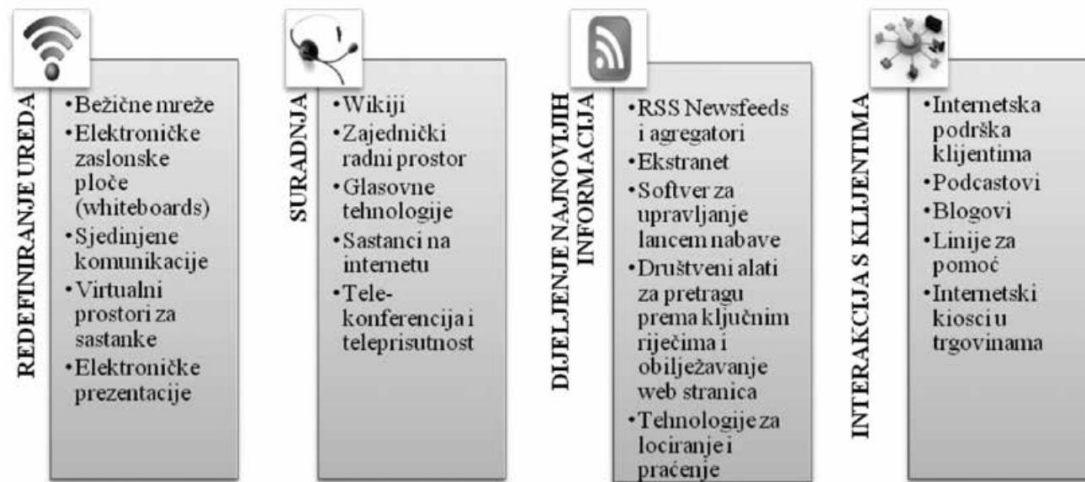 REDEFINIRANJE UREDA
•Bežične mreže
•Elektroničke
zaslonske
ploče
(whiteboards)
•Sjedinjene
komunikacije
•Virtualni
prostori za
sastanke
•Elektroničke
prezentacije
SURADNJA
•Wikiji
•Zajednički
radni prostor
•Glasovne
tehnologije
•Sastanci na
internetu
•Tele-
konferencija i
teleprisutnost
DIJELJENJE NAJNOVIJIH
INFORMACIJA
•RSS Newsfeeds
i agregatori
•Ekstranet
•Softver za
upravljanje
lancem nabave
•Društveni alati
za pretragu
prema ključnim
riječima i
obilježavanje
web stranica
•Tehnologije za
lociranje i
praćenje
INTERAKCIJA S KLIJENTIMA
•Internetska
podrška
klijentima
•Podcastovi
•Blogovi
•Linije za
pomoć
•Internetski
kiosci u
trgovinama